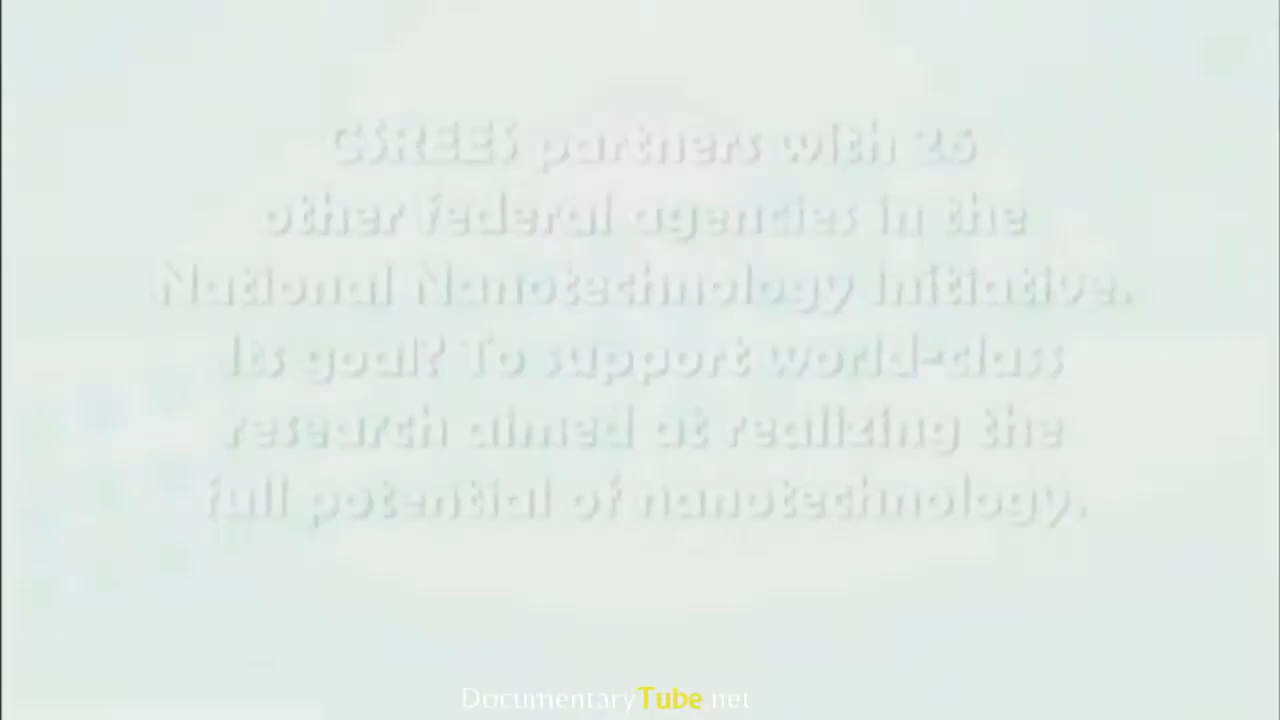 CSREES partners with 26
other federal agencies in the
National Nanotechnology Initiative.
Its goal? To support world-class
research aimed at realizing the
full potential of nanotechnology.
DocumentaryTube.net